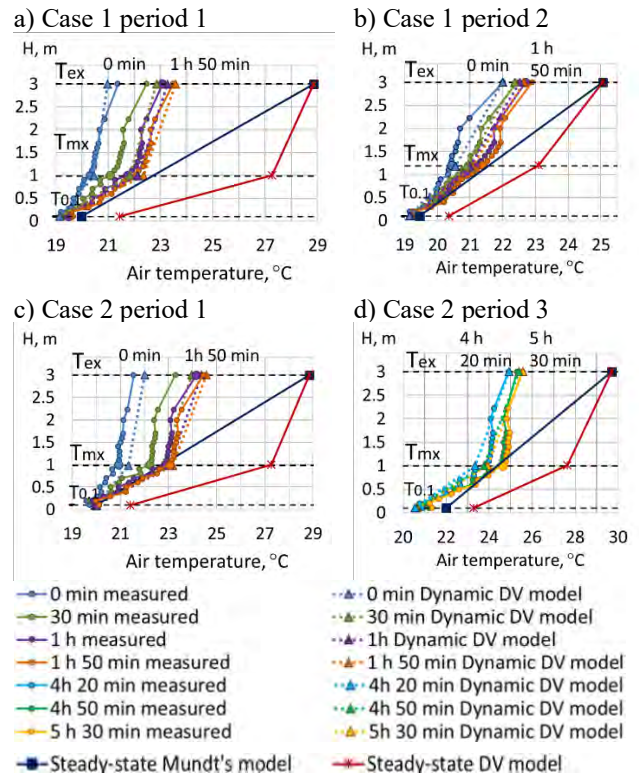 a) Case 1 period 1
b) Case 1 period 2
H, m
0 min
1 h 50 min
Tex
3
2.5
2
1.5
Tmx
1
0.5
T0.1
0
19 21 23 25 27 29
Air temperature, °C
H, m
1 h
0 min
50 min
Tex
3
2.5
2
1.5
Tmx
1
0.5
T0.1
0
19 20 21 22 23 24 25
Air temperature, °C
c) Case 2 period 1
d) Case 2 period 3
H, m
Tex
0 min
1h 50 min
3
2.5
2
1.5
Tmx
1
0.5
T0.1
0
19 21 23 25 27 29
Air temperature, °C
H, m
4 h
5 h
Tex
20 min
30 min
3
2.5
2
1.5
Tmx
1
0.5
T0.1
0
20 22 24 26 28 30
Air temperature, °C
0 min measured
0 min Dynamic DV model
30 min measured
30 min Dynamic DV model
1 h measured
1h Dynamic DV model
1 h 50 min measured
1 h 50 min Dynamic DV model
4h 20 min measured
4h 20 min Dynamic DV model
4h 50 min measured
4h 50 min Dynamic DV model
5 h 30 min measured
5h 30 min Dynamic DV model
Steady-state Mundt's model
Steady-state DV model